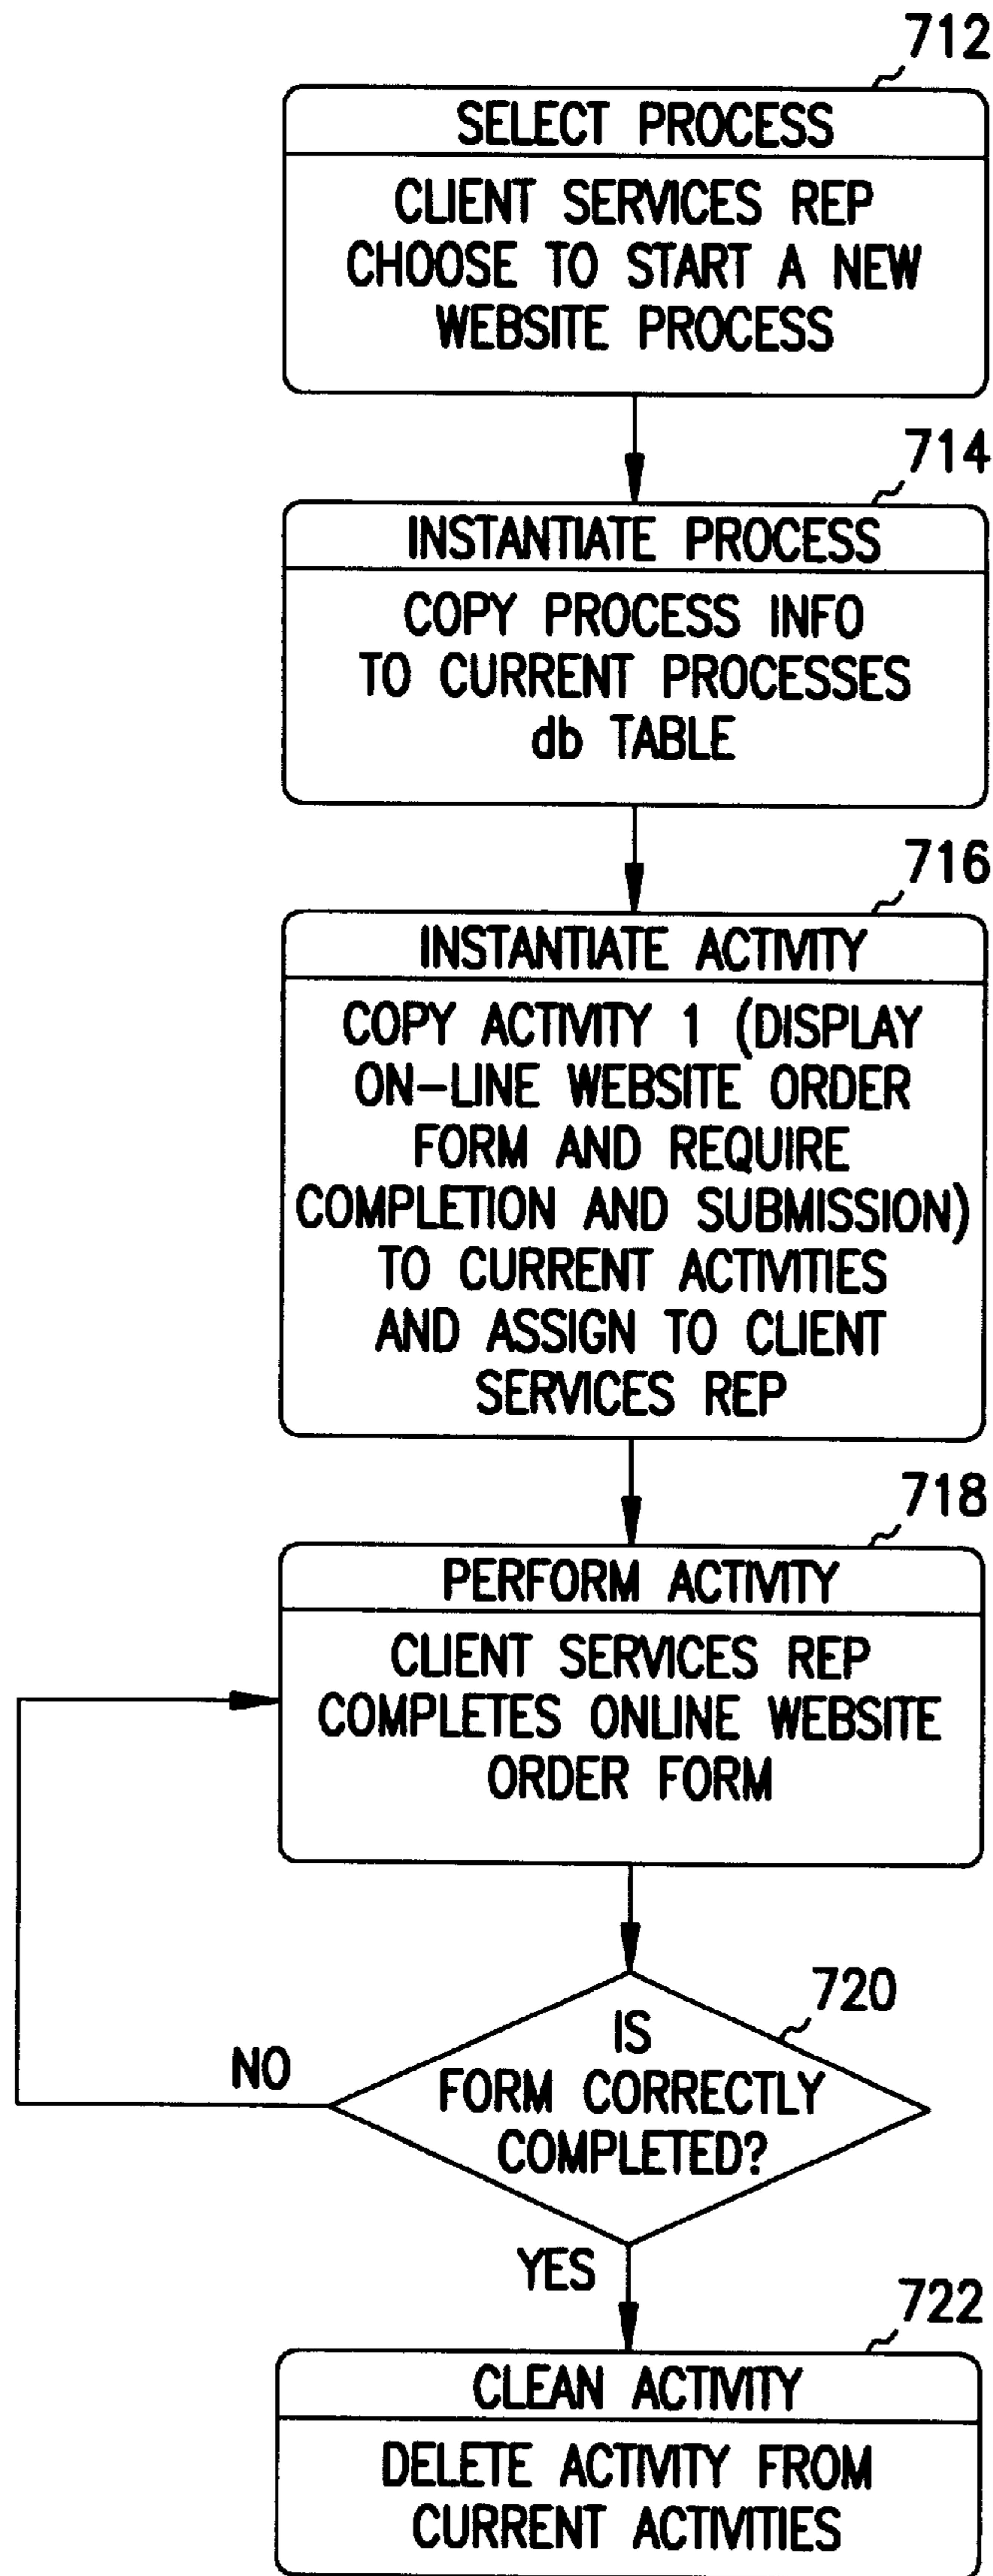 712
SELECT PROCESS
CLIENT SERVICES REP
CHOOSE TO START A NEW
WEBSITE PROCESS
714
INSTANTIATE PROCESS
COPY PROCESS INFO
TO CURRENT PROCESSES
db TABLE
716
INSTANTIATE ACTIVITY
COPY ACTIVITY 1 (DISPLAY
ON-LINE WEBSITE ORDER
FORM AND REQUIRE
COMPLETION AND SUBMISSION)
TO CURRENT ACTIVITIES
AND ASSIGN TO CLIENT
SERVICES REP
718
PERFORM ACTIVITY
CLIENT SERVICES REP
COMPLETES ONLINE WEBSITE
ORDER FORM
720
IS
FORM CORRECTLY
COMPLETED?
NO
YES
722
CLEAN ACTIVITY
DELETE ACTIVITY FROM
CURRENT ACTIVITIES